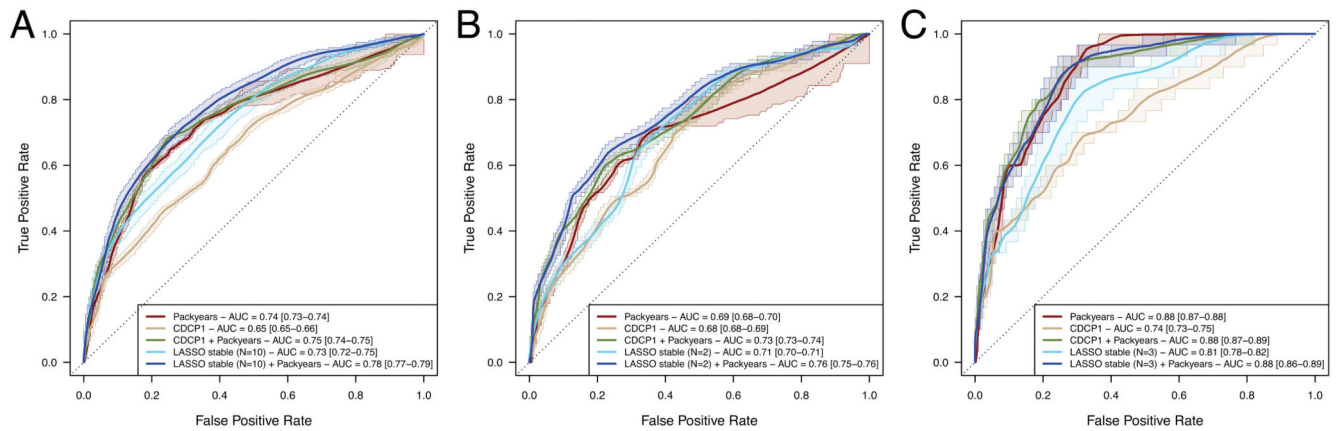 A
True Positive Rate
1.0
0.8
0.6
0.4
0.2
0.0
Packyears – AUC = 0.74 [0.73–0.74]
CDCP1 – AUC = 0.65 [0.65–0.66]
CDCP1 + Packyears – AUC = 0.75 [0.74–0.75]
LASSO stable (N=10) – AUC = 0.73 [0.72–0.75]
LASSO stable (N=10) + Packyears – AUC = 0.78 [0.77–0.79]
0.0 0.2 0.4 0.6 0.8 1.0
False Positive Rate
B
True Positive Rate
1.0
0.8
0.6
0.4
0.2
0.0
Packyears – AUC = 0.69 [0.68–0.70]
CDCP1 – AUC = 0.68 [0.68–0.69]
CDCP1 + Packyears – AUC = 0.73 [0.73–0.74]
LASSO stable (N=2) – AUC = 0.71 [0.70–0.71]
LASSO stable (N=2) + Packyears – AUC = 0.76 [0.75–0.76]
0.0 0.2 0.4 0.6 0.8 1.0
False Positive Rate
C
True Positive Rate
1.0
0.8
0.6
0.4
0.2
0.0
Packyears – AUC = 0.88 [0.87–0.88]
CDCP1 – AUC = 0.74 [0.73–0.75]
CDCP1 + Packyears – AUC = 0.88 [0.87–0.89]
LASSO stable (N=3) – AUC = 0.81 [0.78–0.82]
LASSO stable (N=3) + Packyears – AUC = 0.88 [0.86–0.89]
0.0 0.2 0.4 0.6 0.8 1.0
False Positive Rate